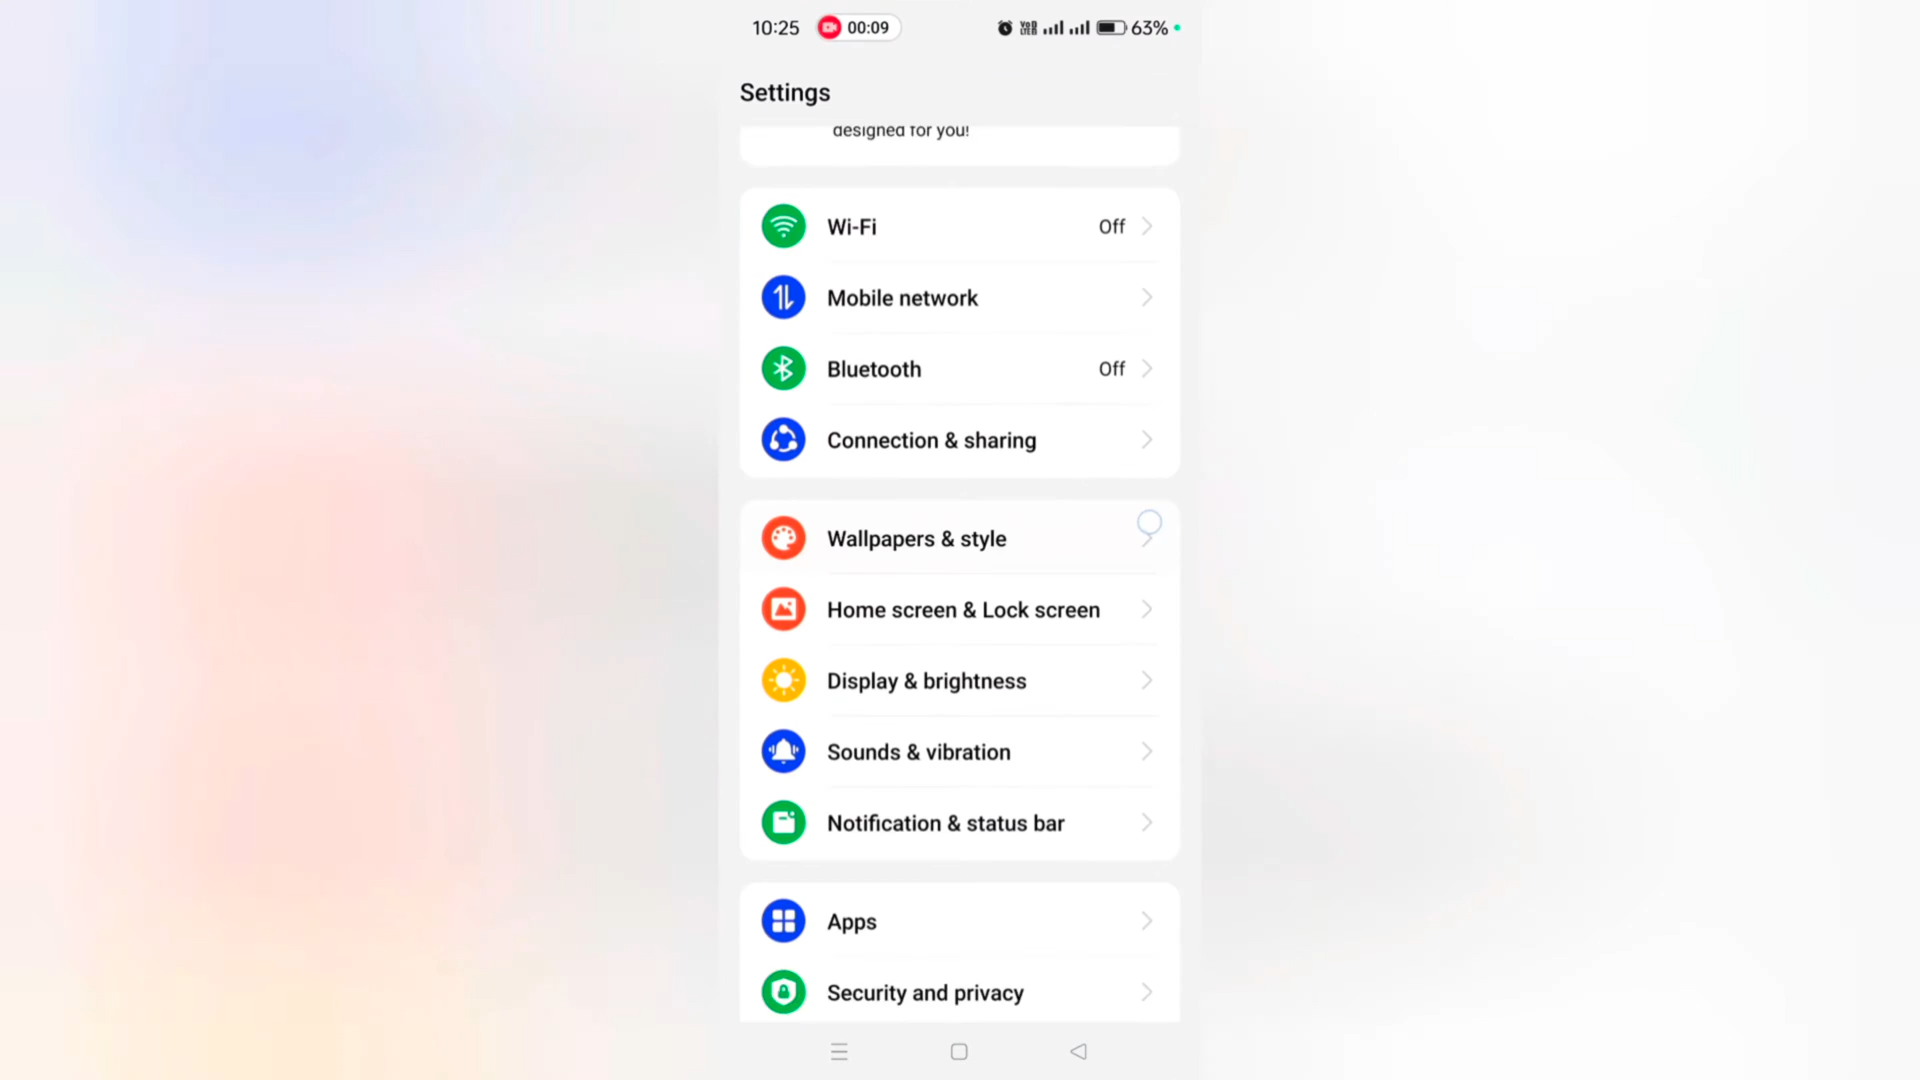 10:25 00:09 63%
Settings
designed for you!
Wi-Fi Off
Mobile network
Bluetooth Off
Connection & sharing
Wallpapers & style
Home screen & Lock screen
Display & brightness
Sounds & vibration
Notification & status bar
Apps
Security and privacy